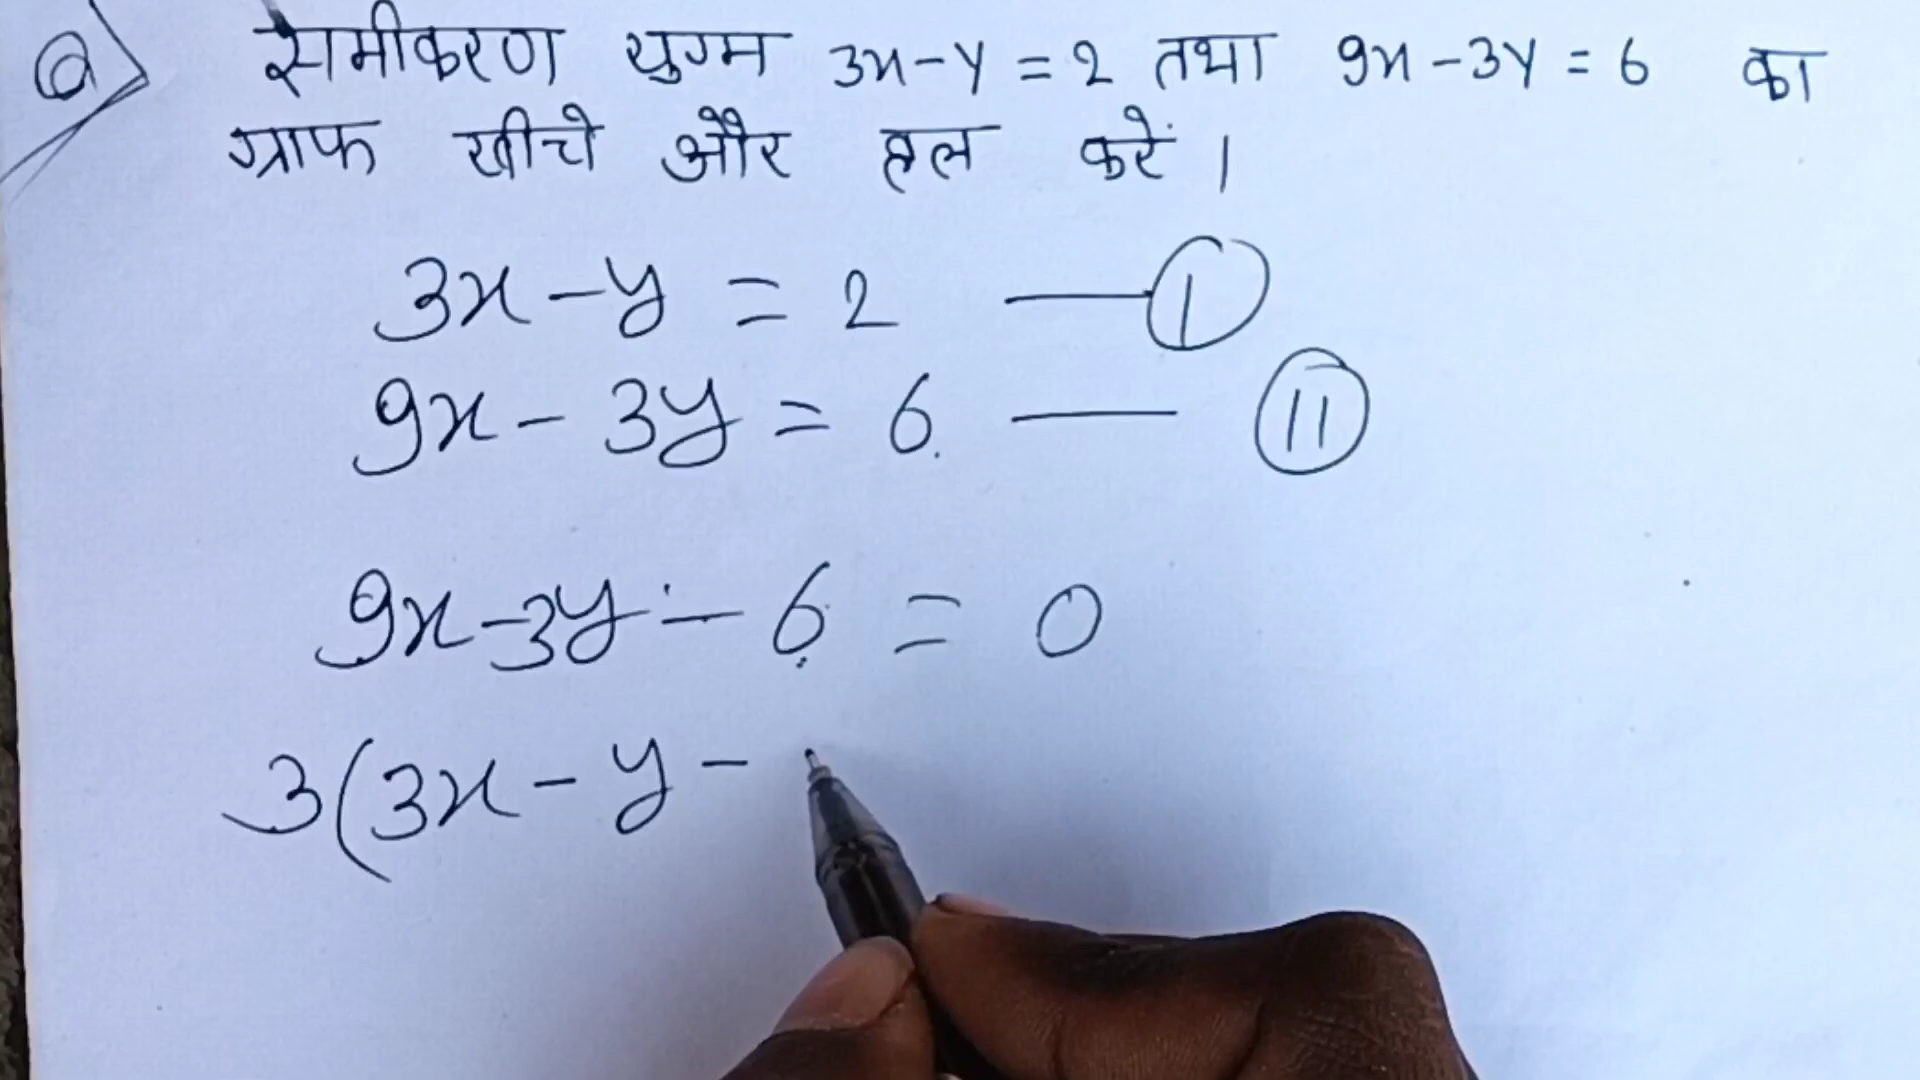 Q) समीकरण युग्म 3x-y=2 तथा 9x-3y=6 का
ग्राफ खीचे और हल करें।
3x-y = 2 — I
9x-3y = 6. — II
9x-3y-6 = 0
3(3x-y-